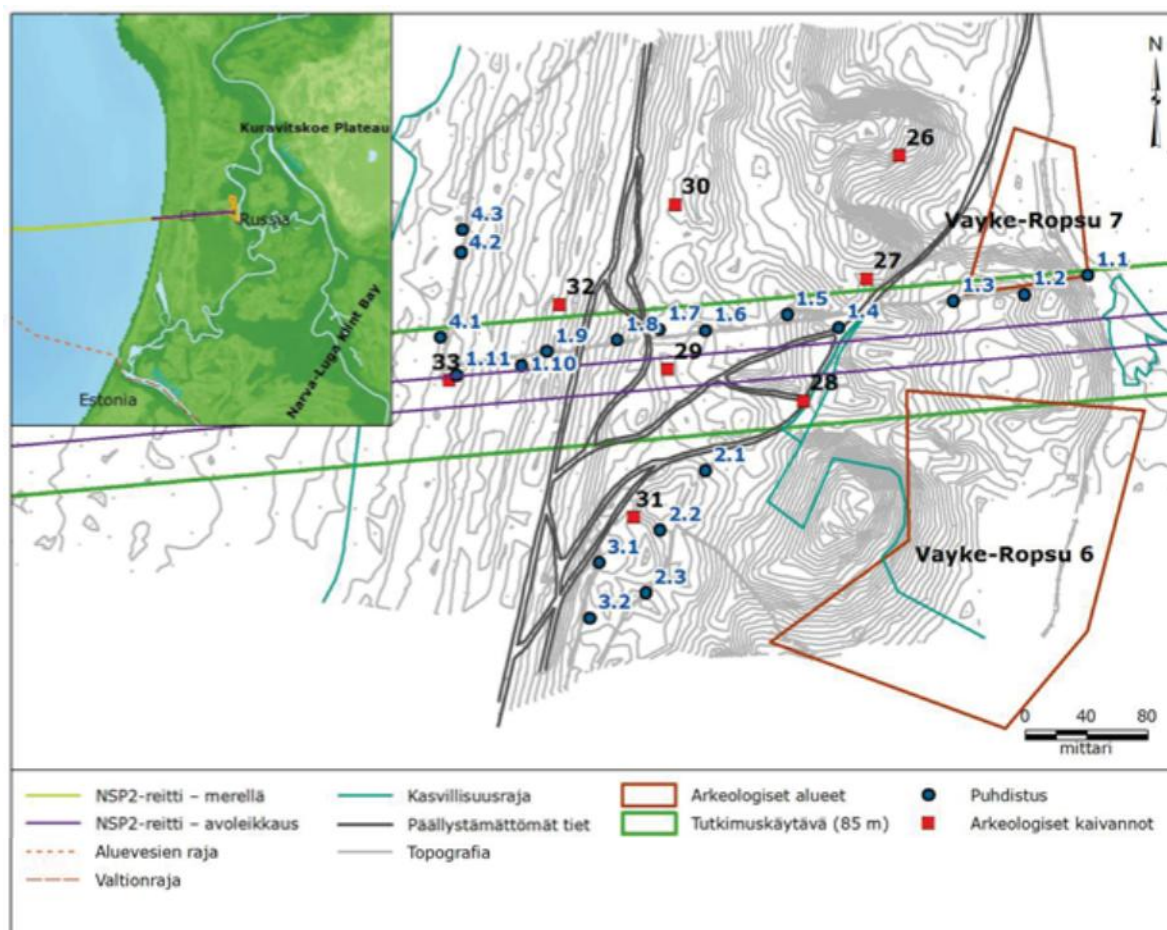 Kuravitskoe Plateau
Russia
Narva-Luga Klint Bay
Estonia
N
26
30
Vayke-Ropsu 7
4.3
4.2
27
1.1
1.2
1.3
32
1.5
1.4
1.7
1.6
1.8
4.1
1.9
33
1.11
1.10
29
28
2.1
31
2.2
3.1
Vayke-Ropsu 6
2.3
3.2
0 40 80
mittari
NSP2-reitti – merellä
NSP2-reitti – avoleikkaus
Aluevesien raja
Valtionraja
Kasvillisuusraja
Päällystämättömät tiet
Topografia
Arkeologiset alueet
Tutkimuskäytävä (85 m)
Puhdistus
Arkeologiset kaivannot